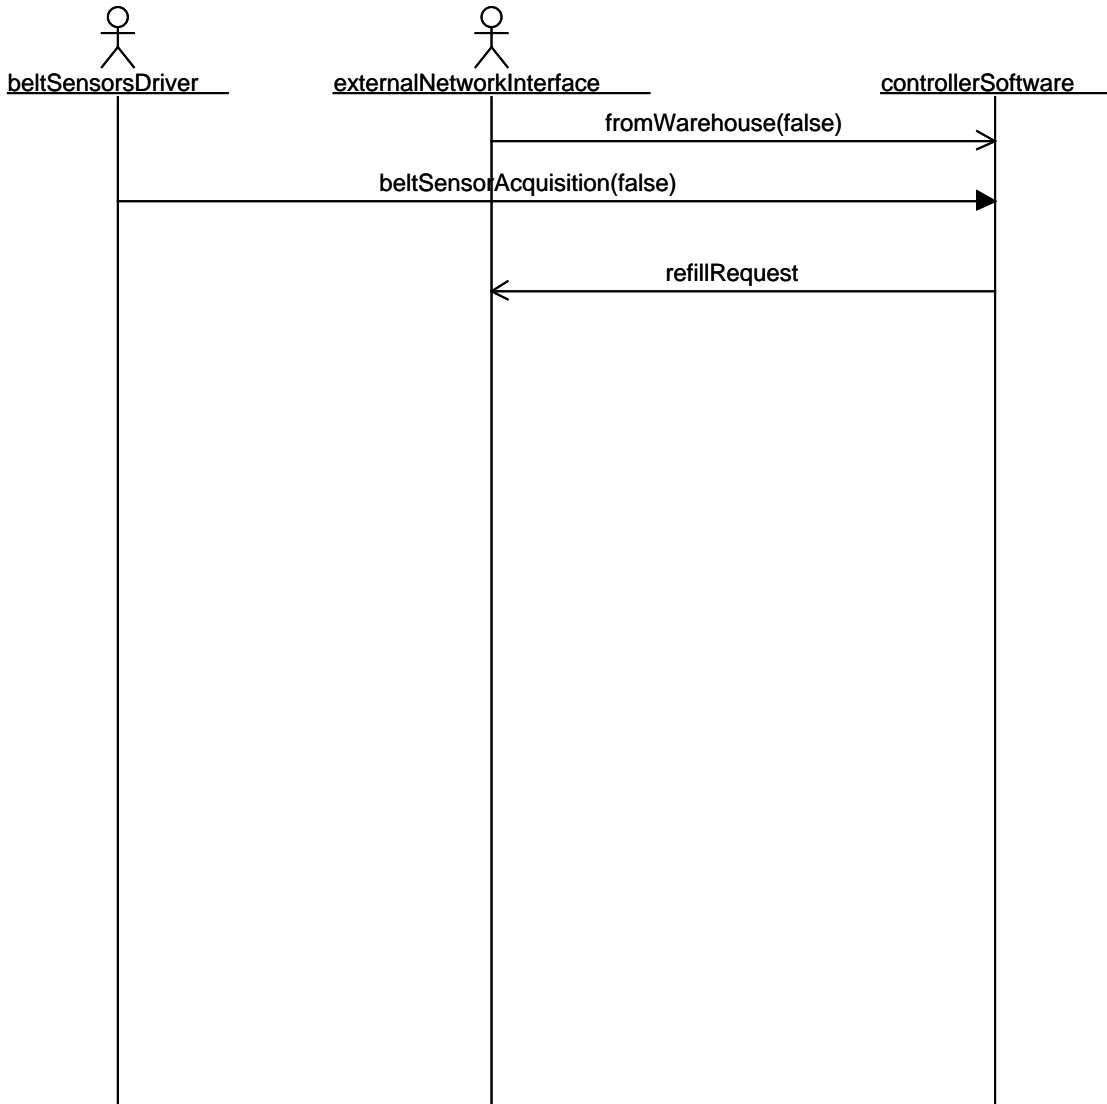 beltSensorsDriver
externalNetworkInterface
controllerSoftware
fromWarehouse(false)
beltSensorAcquisition(false)
refillRequest